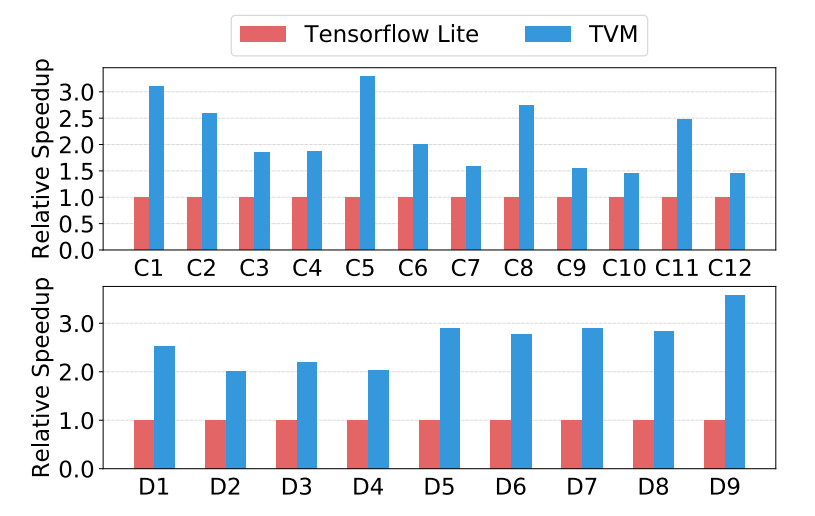 Tensorflow Lite TVM
Relative Speedup
3.0
2.5
2.0
1.5
1.0
0.5
0.0
C1 C2 C3 C4 C5 C6 C7 C8 C9 C10 C11 C12
Relative Speedup
3.0
2.0
1.0
0.0
D1 D2 D3 D4 D5 D6 D7 D8 D9